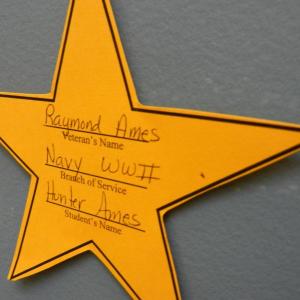 Raymond Ames
Veteran's Name
Navy WWII
Branch of Service
Hunter Ames
Student's Name